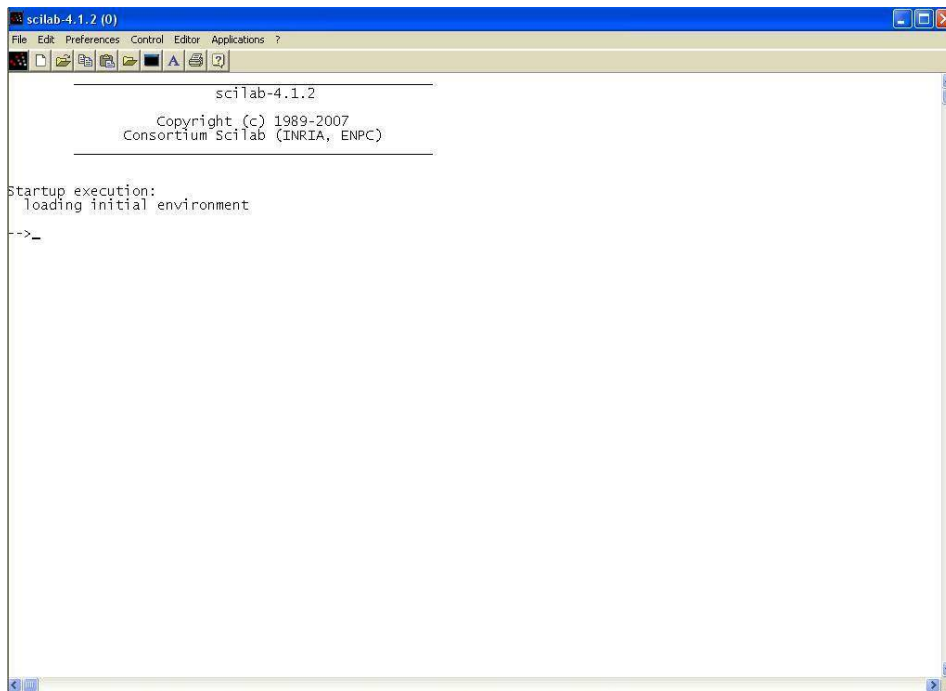 scilab-4.1.2 (0)
File Edit Preferences Control Editor Applications ?
A ?
scilab-4.1.2
Copyright (c) 1989-2007
Consortium Scilab (INRIA, ENPC)
Startup execution:
loading initial environment
-->_